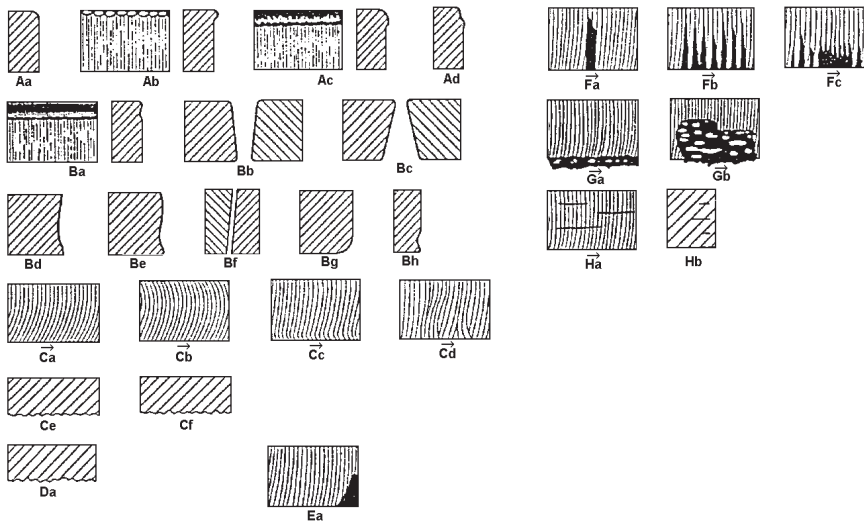 Aa Ab Ac Ad Fa Fb Fc
Ba Bb Bc Ga Gb
Bd Be Bf Bg Bh Ha Hb
Ca Cb Cc Cd
Ce Cf
Da Ea